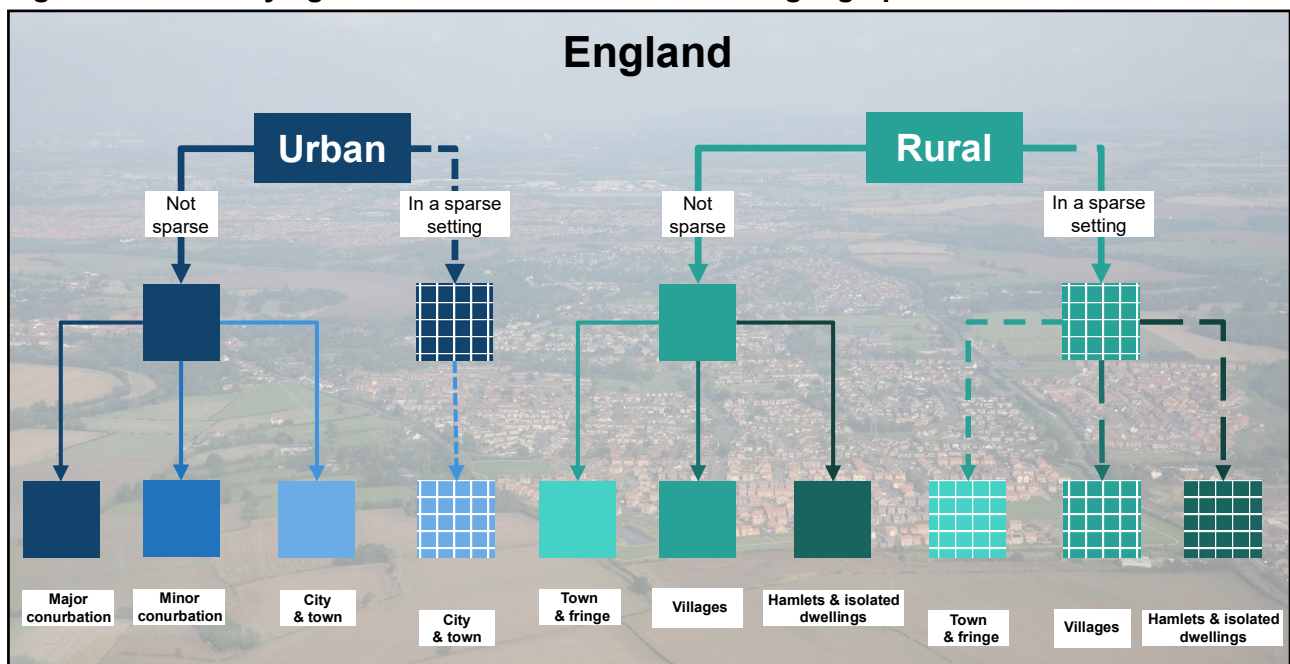 England
Urban
Rural
Not
sparse
In a sparse
setting
Not
sparse
In a sparse
setting
Major
conurbation
Minor
conurbation
City
& town
City
& town
Town
& fringe
Villages
Hamlets & isolated
dwellings
Town
& fringe
Villages
Hamlets & isolated
dwellings